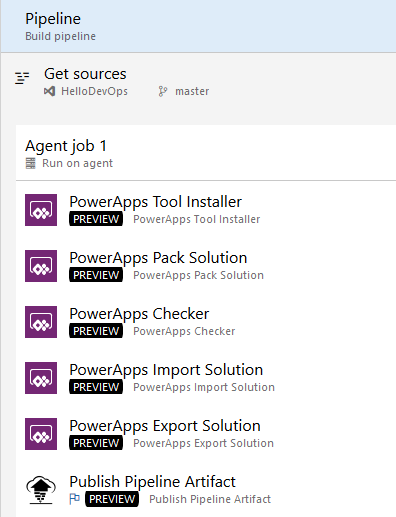 Pipeline
Build pipeline
Get sources
HelloDevOps master
Agent job 1
Run on agent
PowerApps Tool Installer
PREVIEW PowerApps Tool Installer
PowerApps Pack Solution
PREVIEW PowerApps Pack Solution
PowerApps Checker
PREVIEW PowerApps Checker
PowerApps Import Solution
PREVIEW PowerApps Import Solution
PowerApps Export Solution
PREVIEW PowerApps Export Solution
Publish Pipeline Artifact
PREVIEW Publish Pipeline Artifact